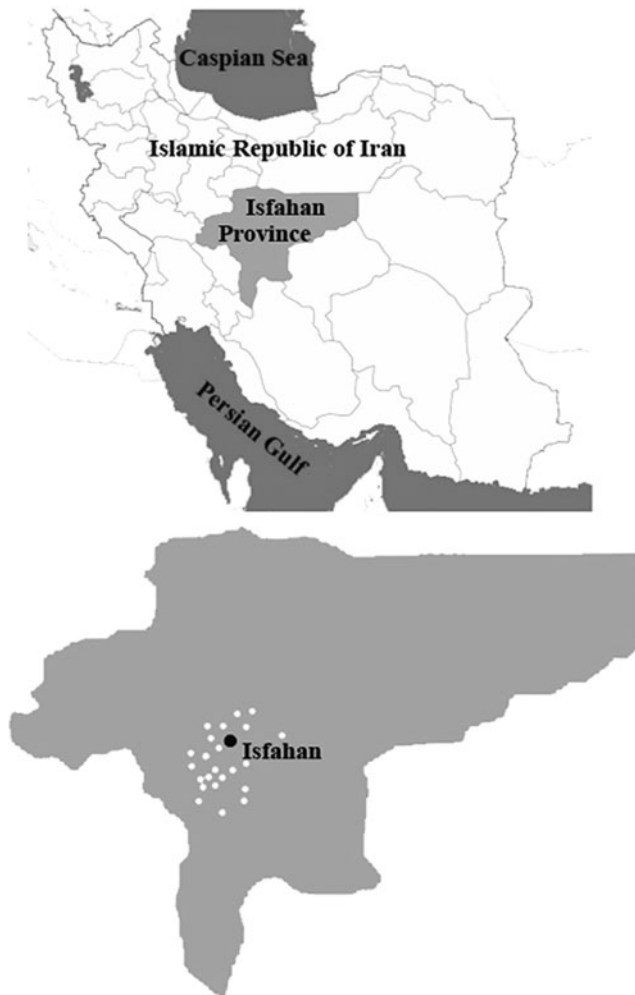 Caspian Sea
Islamic Republic of Iran
Isfahan
Province
Persian Gulf
Isfahan